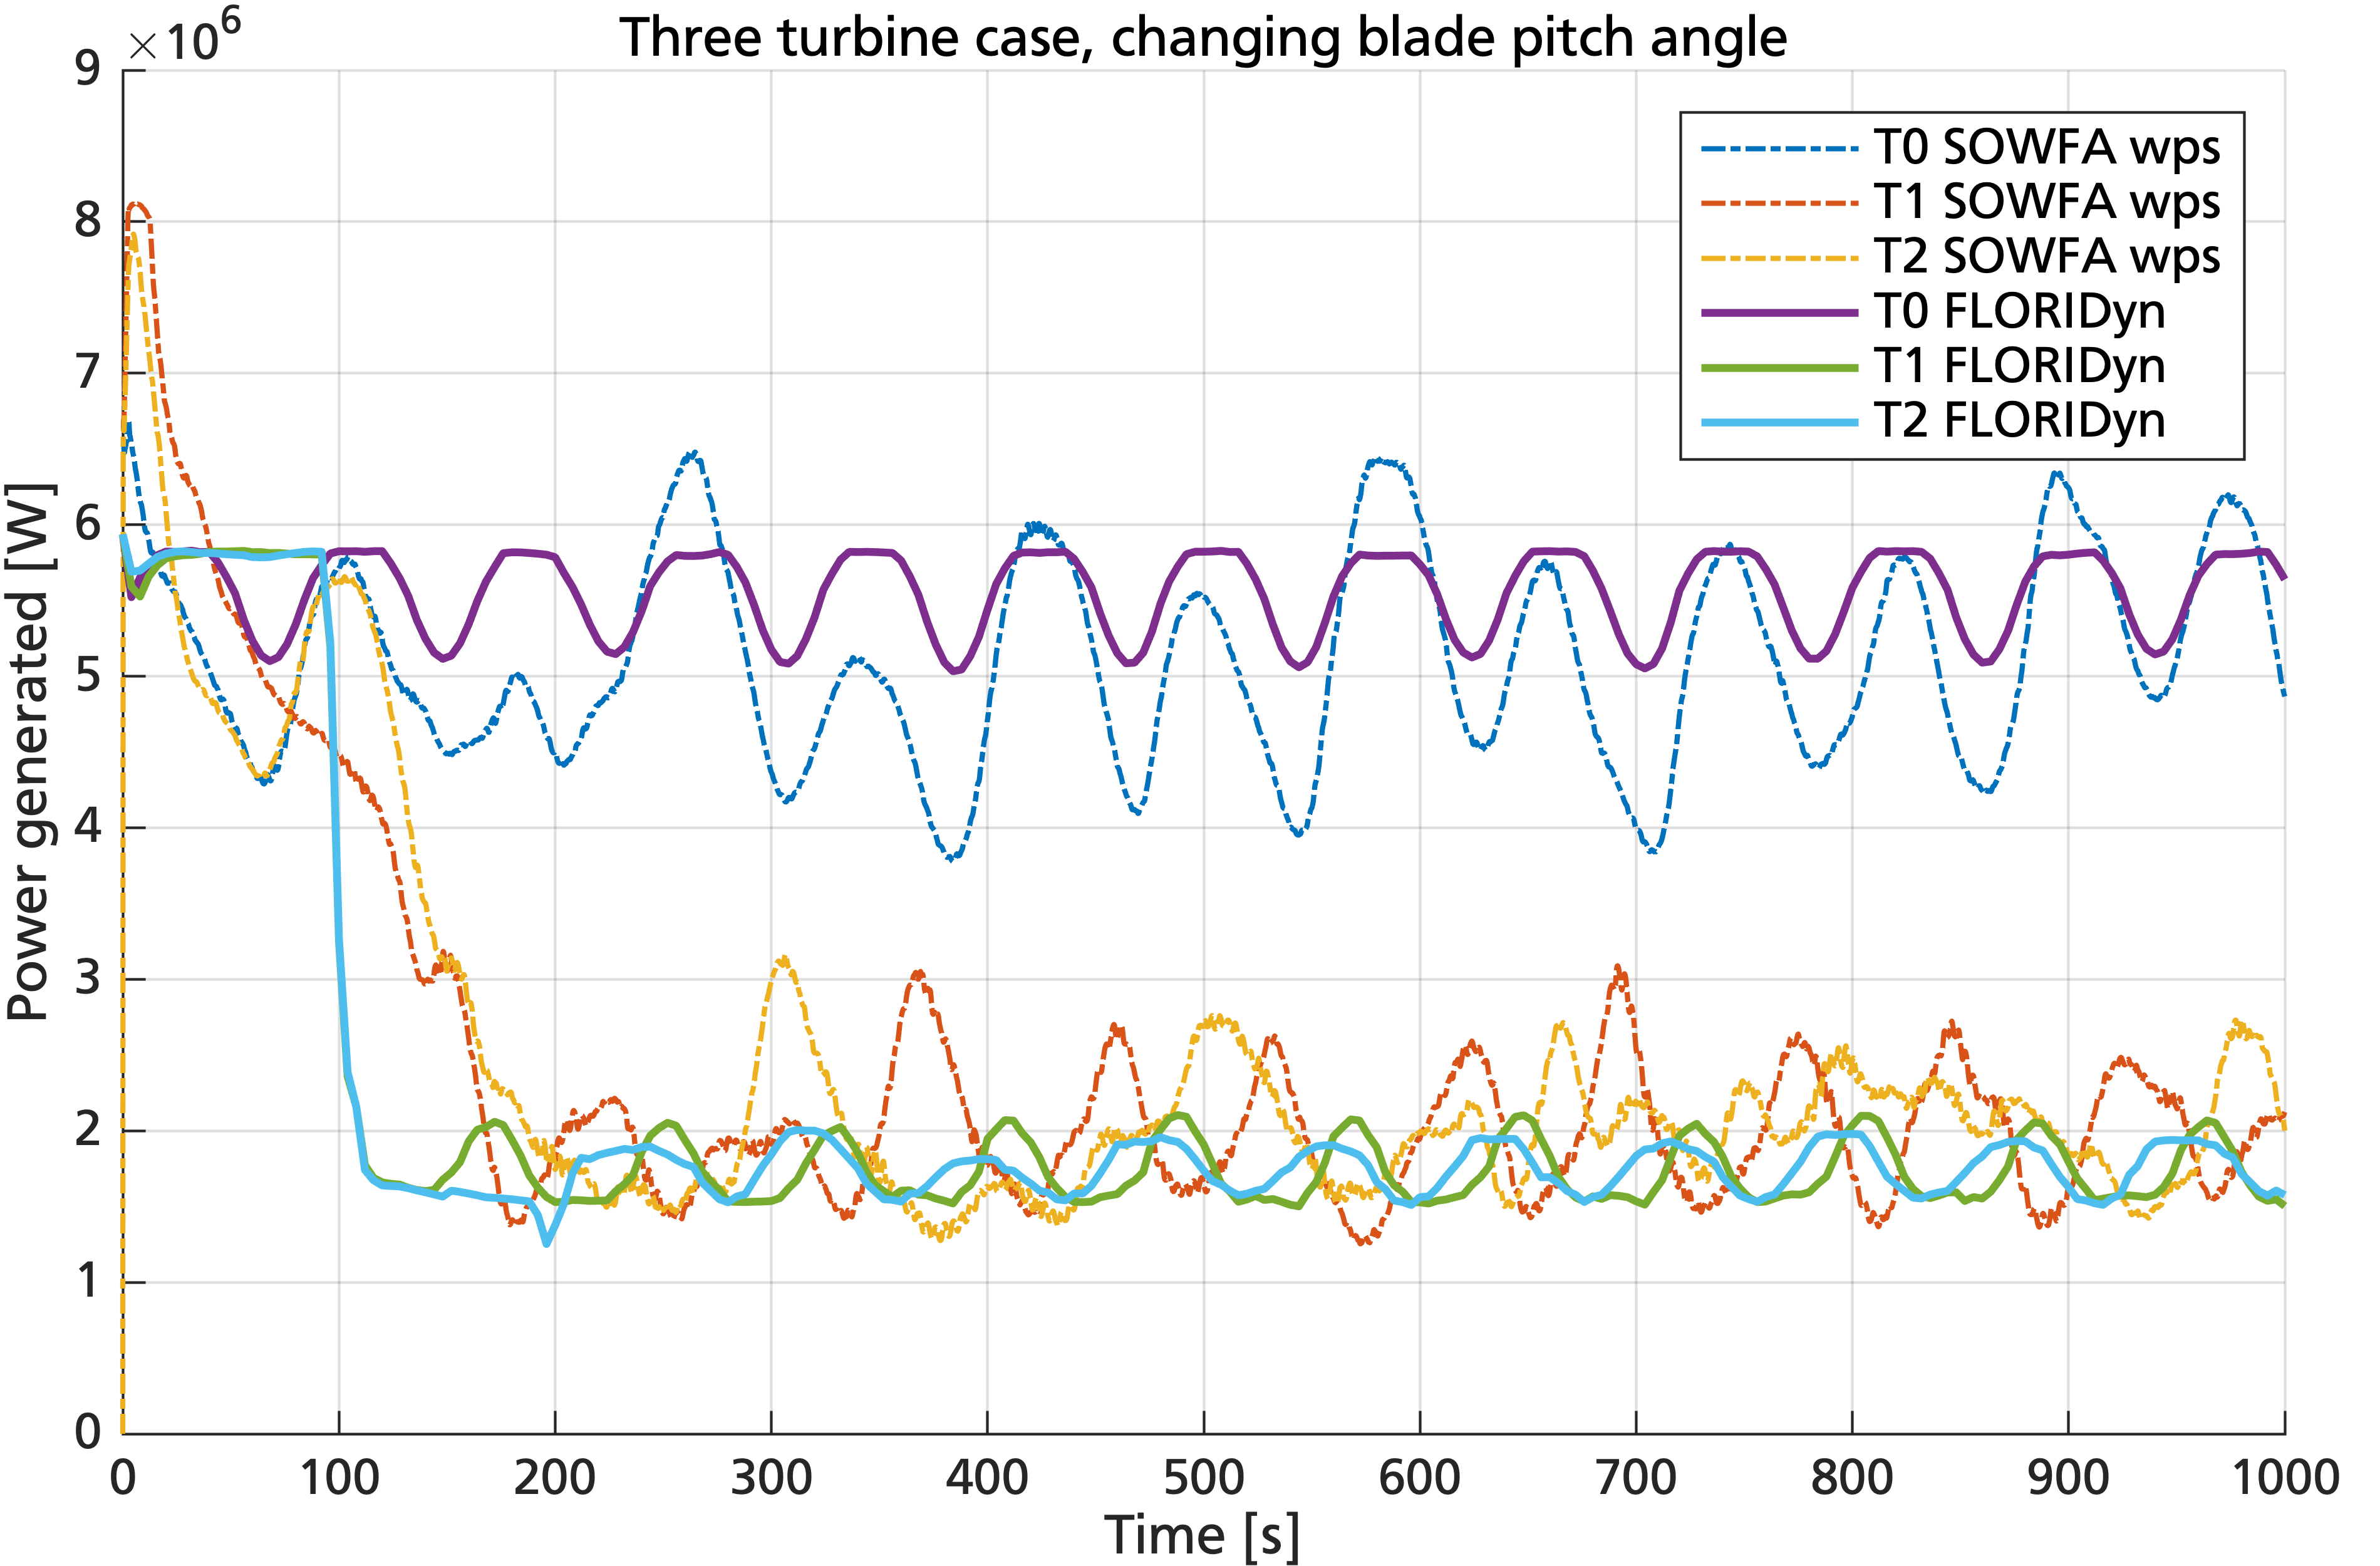 Three turbine case, changing blade pitch angle
×10⁶
9
8
7
6
5
4
3
2
1
0
Power generated [W]
T0 SOWFA wps
T1 SOWFA wps
T2 SOWFA wps
T0 FLORIDyn
T1 FLORIDyn
T2 FLORIDyn
0 100 200 300 400 500 600 700 800 900 1000
Time [s]